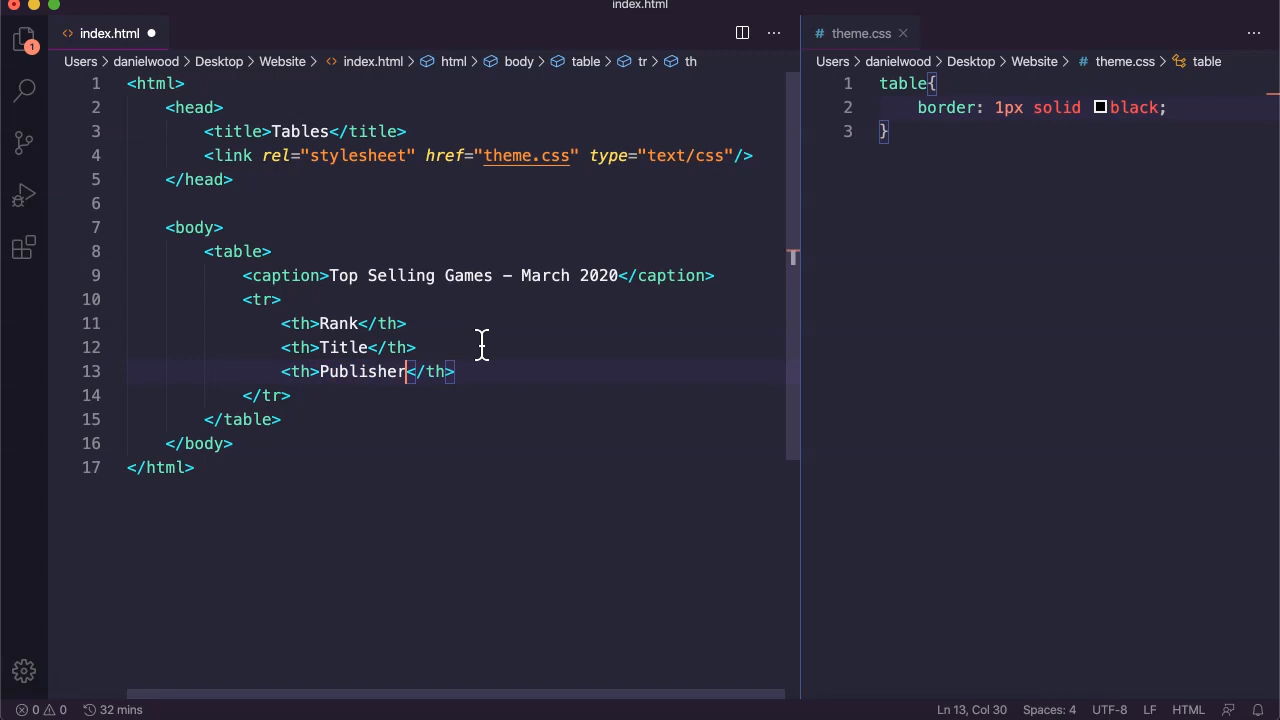 index.html
index.html
Users > danielwood > Desktop > Website > index.html > html > body > table > tr > th
1 <html>
2 <head>
3 <title>Tables</title>
4 <link rel="stylesheet" href="theme.css" type="text/css"/>
5 </head>
6
7 <body>
8 <table>
9 <caption>Top Selling Games – March 2020</caption>
10 <tr>
11 <th>Rank</th>
12 <th>Title</th>
13 <th>Publisher</th>
14 </tr>
15 </table>
16 </body>
17 </html>
# theme.css
Users > danielwood > Desktop > Website > # theme.css > table
1 table{
2 border: 1px solid black;
3 }
1
0 0 32 mins
Ln 13, Col 30 Spaces: 4 UTF-8 LF HTML